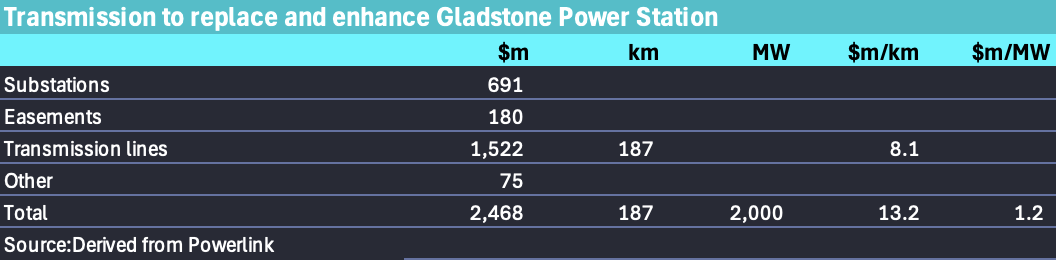 Transmission to replace and enhance Gladstone Power Station
$m km MW $m/km $m/MW
Substations 691
Easements 180
Transmission lines 1,522 187 8.1
Other 75
Total 2,468 187 2,000 13.2 1.2
Source:Derived from Powerlink